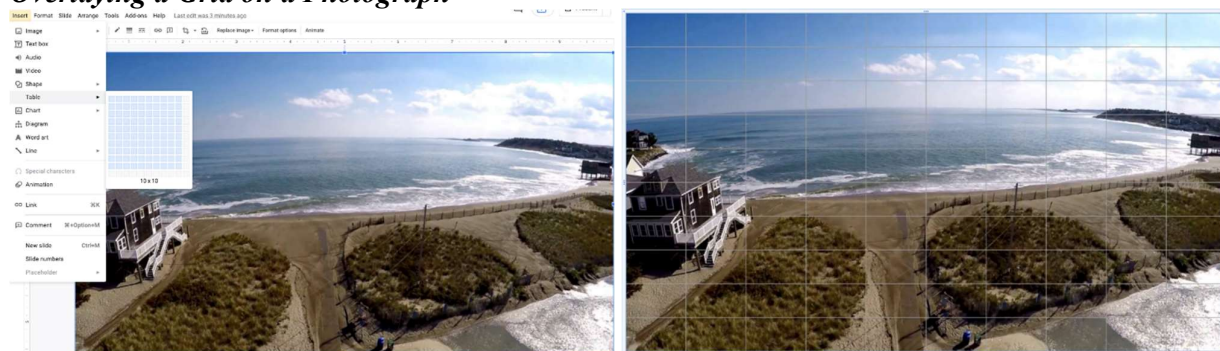 Overlaying a Grid on a Photograph
Insert Format Slide Arrange Tools Add-ons Help Last edit was 3 minutes ago
Replace image Format options Animate
Image
Text box
Audio
Video
Shape
Table
Chart
Diagram
Word art
Line
10 x 10
Special characters
Animation
Link ⌘K
Comment ⌘+Option+M
New slide Ctrl+M
Slide numbers
Placeholder